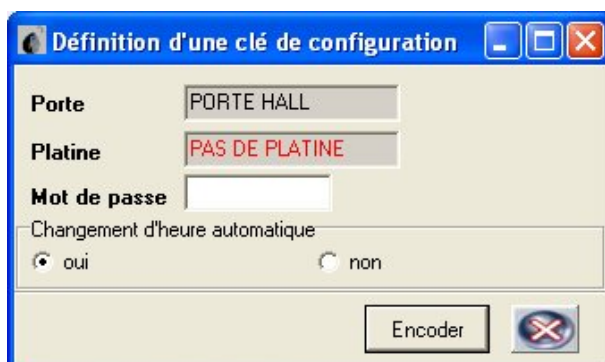 Définition d'une clé de configuration
Porte PORTE HALL
Platine PAS DE PLATINE
Mot de passe
Changement d'heure automatique
oui non
Encoder